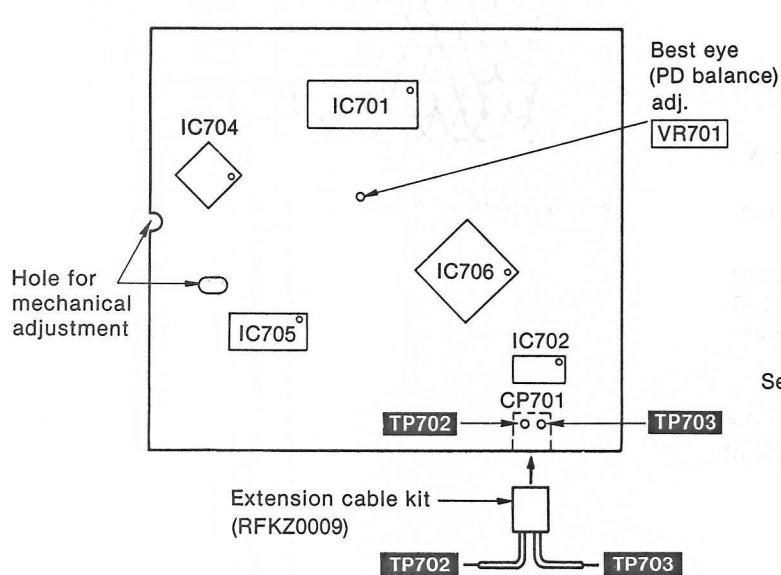 Best eye
(PD balance)
adj.
VR701
IC701
IC704
IC706
Hole for
mechanical
adjustment
IC705
IC702
CP701
Se
TP702
TP703
Extension cable kit
(RFKZ0009)
TP702
TP703